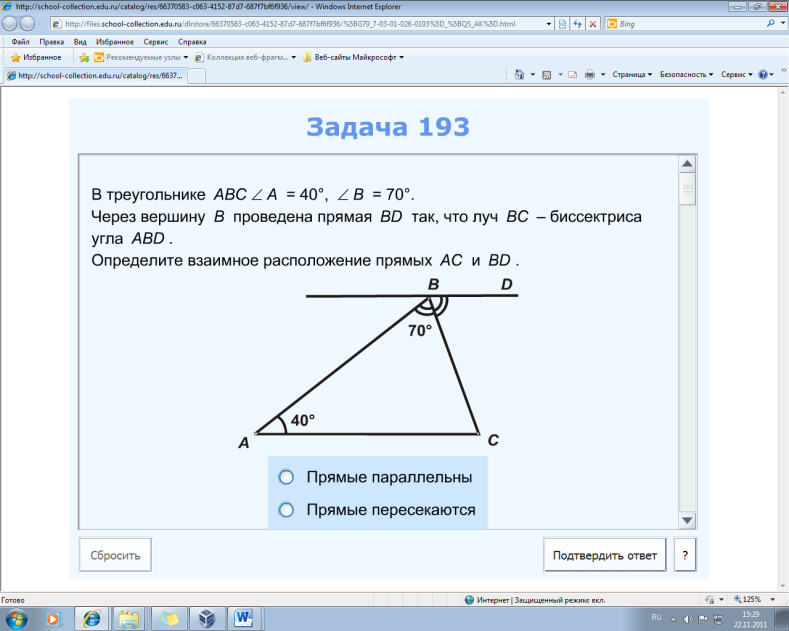 http://school-collection.edu.ru/catalog/res/66370583-c063-4152-87d7-687f7bf6f936/view/ - Windows Internet Explorer
http://files.school-collection.edu.ru/dlrstore/66370583-c063-4152-87d7-687f7bf6f936/%5BG79_7-03-01-026-0193%5D_%5BQS_AK%5D.html
Bing
Файл Правка Вид Избранное Сервис Справка
Избранное Рекомендуемые узлы Коллекция веб-фрагм... Веб-сайты Майкрософт
http://school-collection.edu.ru/catalog/res/6637... Страница Безопасность Сервис
Задача 193
В треугольнике ABC ∠ A = 40°, ∠ B = 70°.
Через вершину B проведена прямая BD так, что луч BC – биссектриса
угла ABD .
Определите взаимное расположение прямых AC и BD .
B D
70°
40°
A C
Прямые параллельны
Прямые пересекаются
Сбросить Подтвердить ответ ?
Готово Интернет | Защищенный режим: вкл. 125%
RU 15:29
22.11.2011